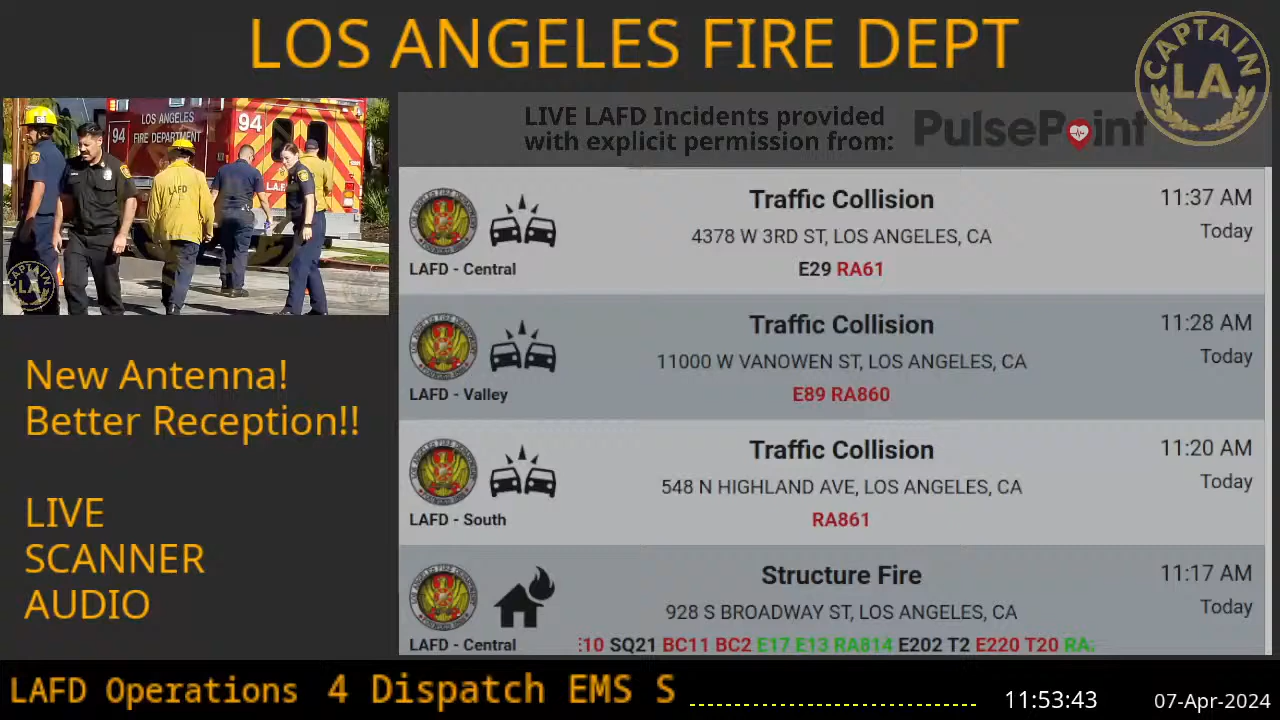 LOS ANGELES FIRE DEPT
CAPTAIN
LA
LIVE LAFD Incidents provided
with explicit permission from:
PulsePoint
94
LOS ANGELES
FIRE DEPARTMENT
94
LAFD
CAPTAIN
LA
New Antenna!
Better Reception!!
LIVE
SCANNER
AUDIO
Traffic Collision
11:37 AM
4378 W 3RD ST, LOS ANGELES, CA
Today
LAFD - Central
E29 RA61
Traffic Collision
11:28 AM
11000 W VANOWEN ST, LOS ANGELES, CA
Today
LAFD - Valley
E89 RA860
Traffic Collision
11:20 AM
548 N HIGHLAND AVE, LOS ANGELES, CA
Today
LAFD - South
RA861
Structure Fire
11:17 AM
928 S BROADWAY ST, LOS ANGELES, CA
Today
LAFD - Central
:10 SQ21 BC11 BC2 E17 E13 RA814 E202 T2 E220 T20 RA
LAFD Operations 4 Dispatch EMS S
11:53:43
07-Apr-2024